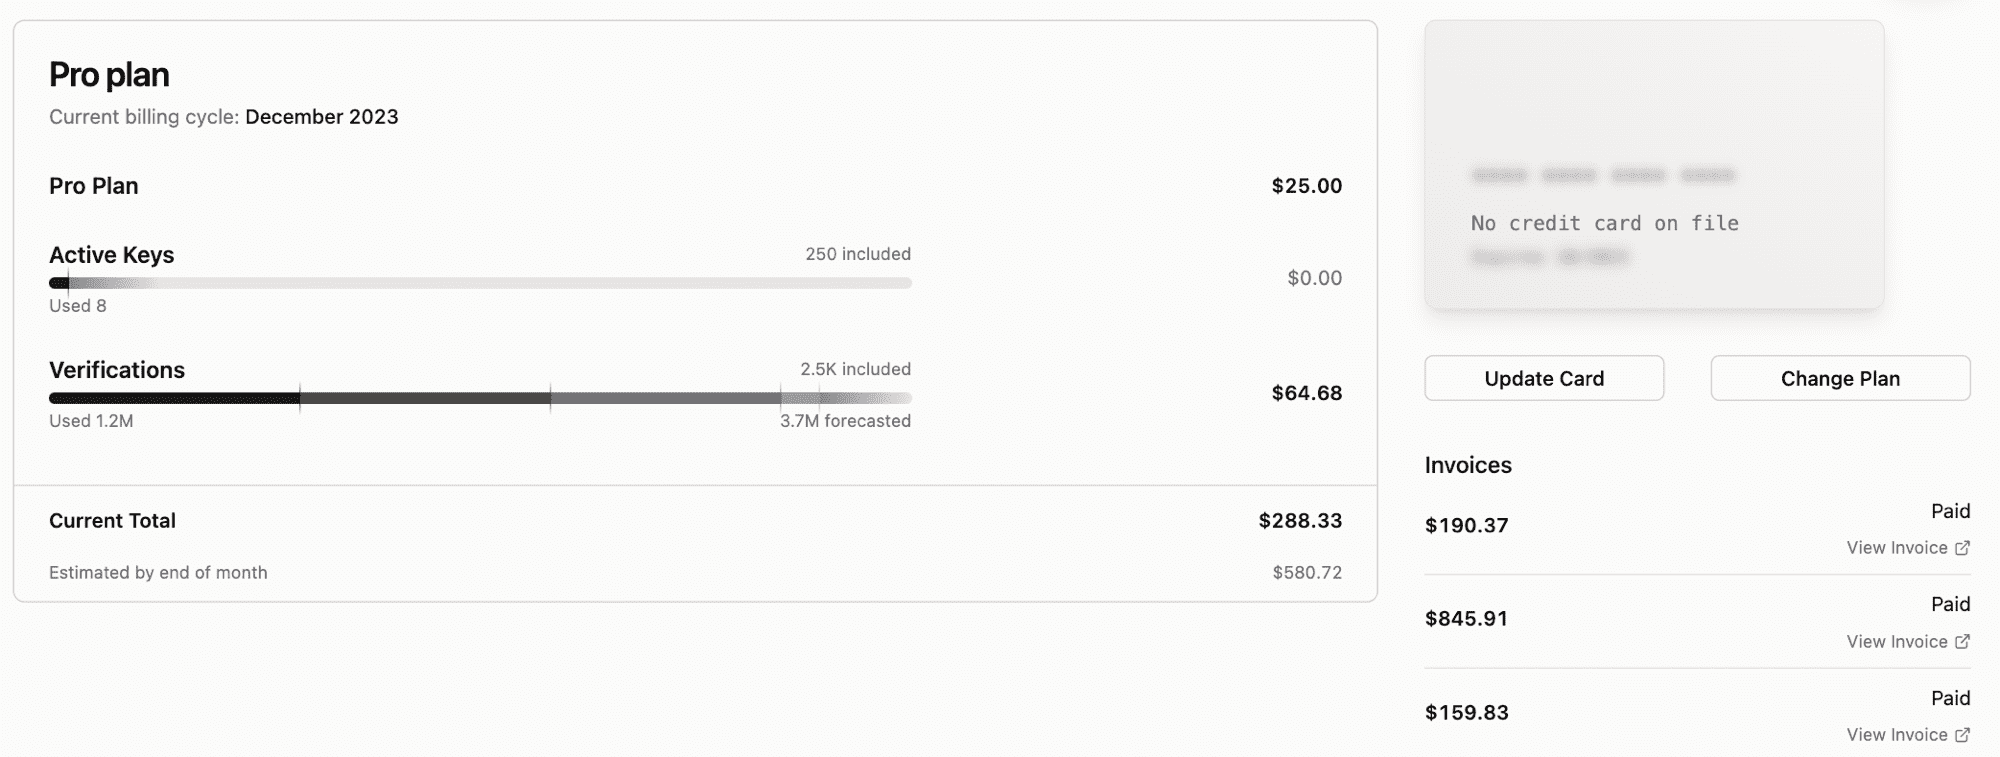 Pro plan
Current billing cycle: December 2023
Pro Plan
$25.00
Active Keys
250 included
Used 8
$0.00
Verifications
2.5K included
Used 1.2M
3.7M forecasted
$64.68
Current Total
$288.33
Estimated by end of month
$580.72
No credit card on file
Update Card
Change Plan
Invoices
$190.37
Paid
View Invoice
$845.91
Paid
View Invoice
$159.83
Paid
View Invoice